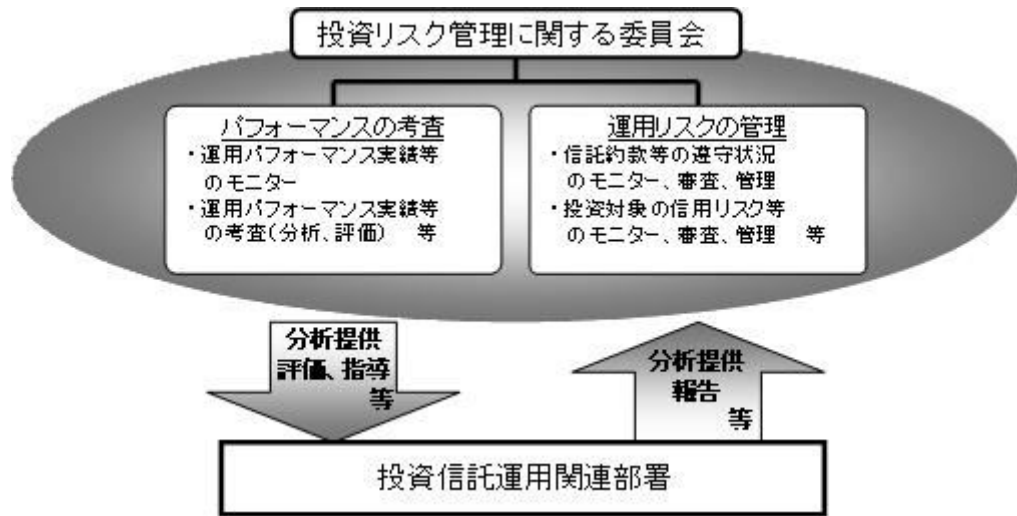 投資リスク管理に関する委員会
パフォーマンスの考査
・運用パフォーマンス実績等
のモニター
・運用パフォーマンス実績等
の考査(分析、評価) 等
運用リスクの管理
・信託約款等の遵守状況
のモニター、審査、管理
・投資対象の信用リスク等
のモニター、審査、管理 等
分析提供
評価、指導
等
分析提供
報告
等
投資信託運用関連部署